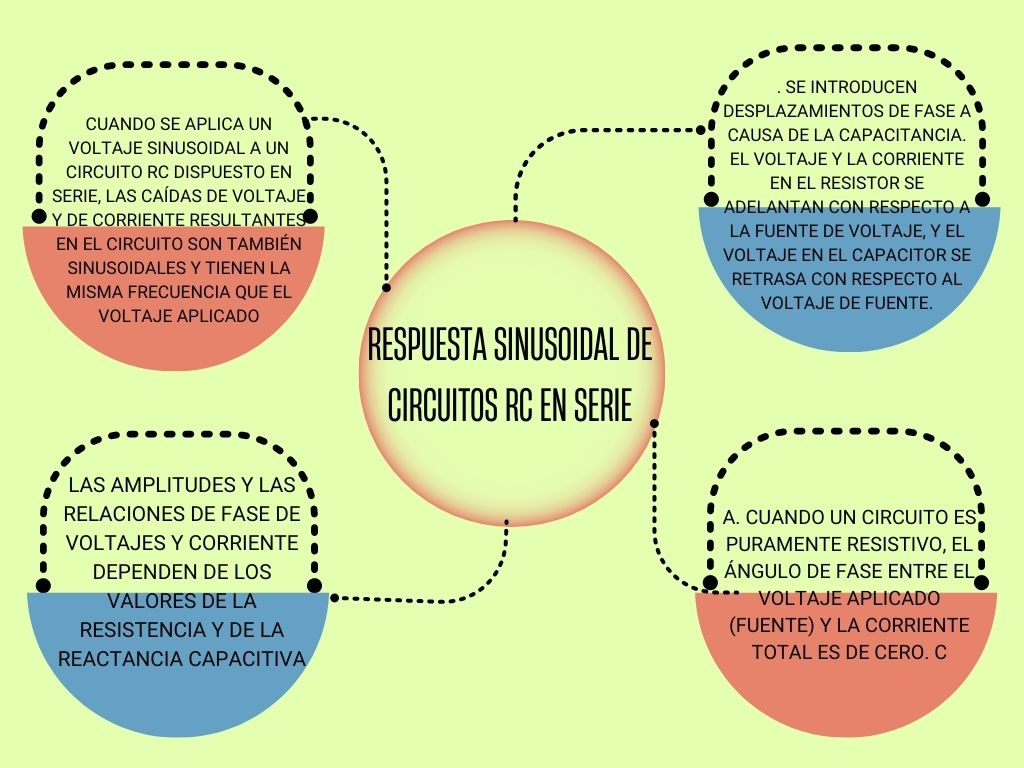 CUANDO SE APLICA UN
VOLTAJE SINUSOIDAL A UN
CIRCUITO RC DISPUESTO EN
SERIE, LAS CAÍDAS DE VOLTAJE
Y DE CORRIENTE RESULTANTES
EN EL CIRCUITO SON TAMBIÉN
SINUSOIDALES Y TIENEN LA
MISMA FRECUENCIA QUE EL
VOLTAJE APLICADO
. SE INTRODUCEN
DESPLAZAMIENTOS DE FASE A
CAUSA DE LA CAPACITANCIA.
EL VOLTAJE Y LA CORRIENTE
EN EL RESISTOR SE
ADELANTAN CON RESPECTO A
LA FUENTE DE VOLTAJE, Y EL
VOLTAJE EN EL CAPACITOR SE
RETRASA CON RESPECTO AL
VOLTAJE DE FUENTE.
RESPUESTA SINUSOIDAL DE
CIRCUITOS RC EN SERIE
LAS AMPLITUDES Y LAS
RELACIONES DE FASE DE
VOLTAJES Y CORRIENTE
DEPENDEN DE LOS
VALORES DE LA
RESISTENCIA Y DE LA
REACTANCIA CAPACITIVA
A. CUANDO UN CIRCUITO ES
PURAMENTE RESISTIVO, EL
ÁNGULO DE FASE ENTRE EL
VOLTAJE APLICADO
(FUENTE) Y LA CORRIENTE
TOTAL ES DE CERO. C